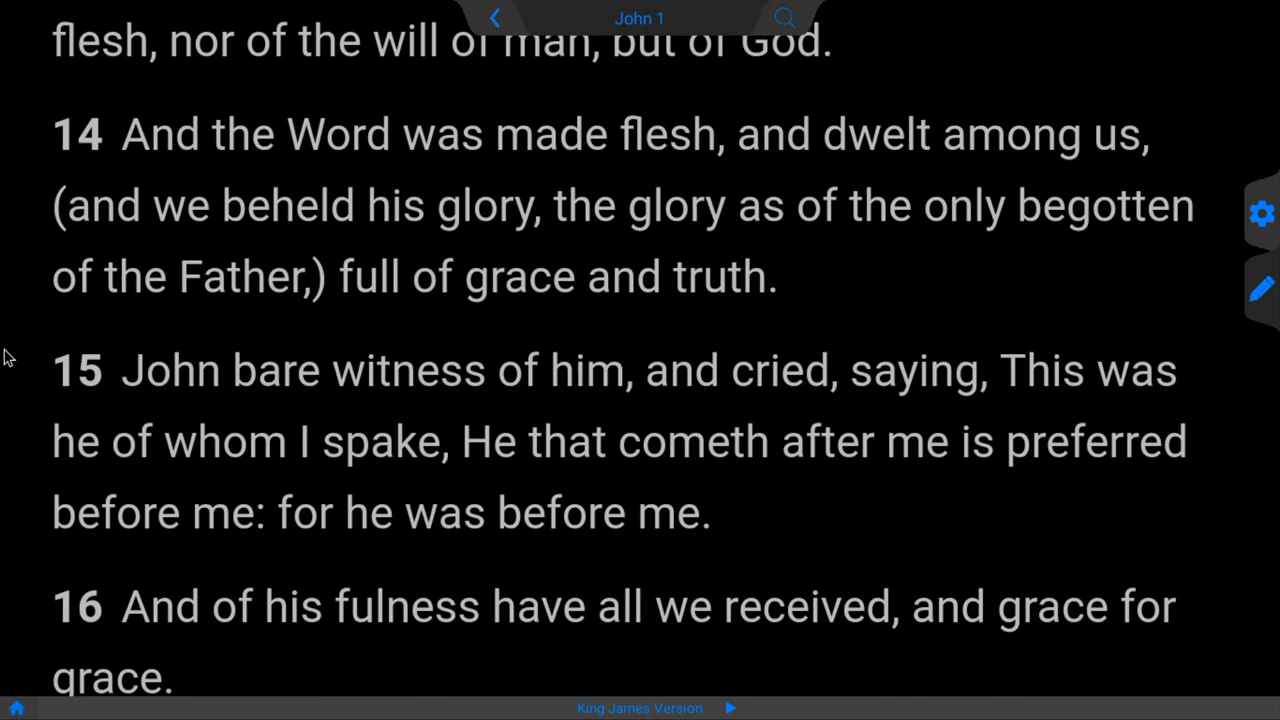 John 1
flesh, nor of the will of man, but of God.
14 And the Word was made flesh, and dwelt among us,
(and we beheld his glory, the glory as of the only begotten
of the Father,) full of grace and truth.
15 John bare witness of him, and cried, saying, This was
he of whom I spake, He that cometh after me is preferred
before me: for he was before me.
16 And of his fulness have all we received, and grace for
grace.
King James Version